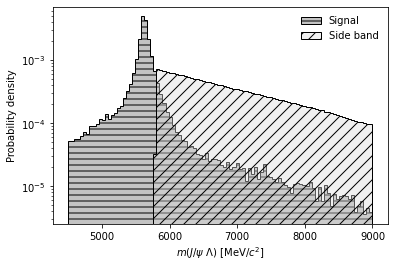 Signal
Side band
Probability density
10⁻³
10⁻⁴
10⁻⁵
5000 6000 7000 8000 9000
m(J/ψ Λ) [MeV/c²]